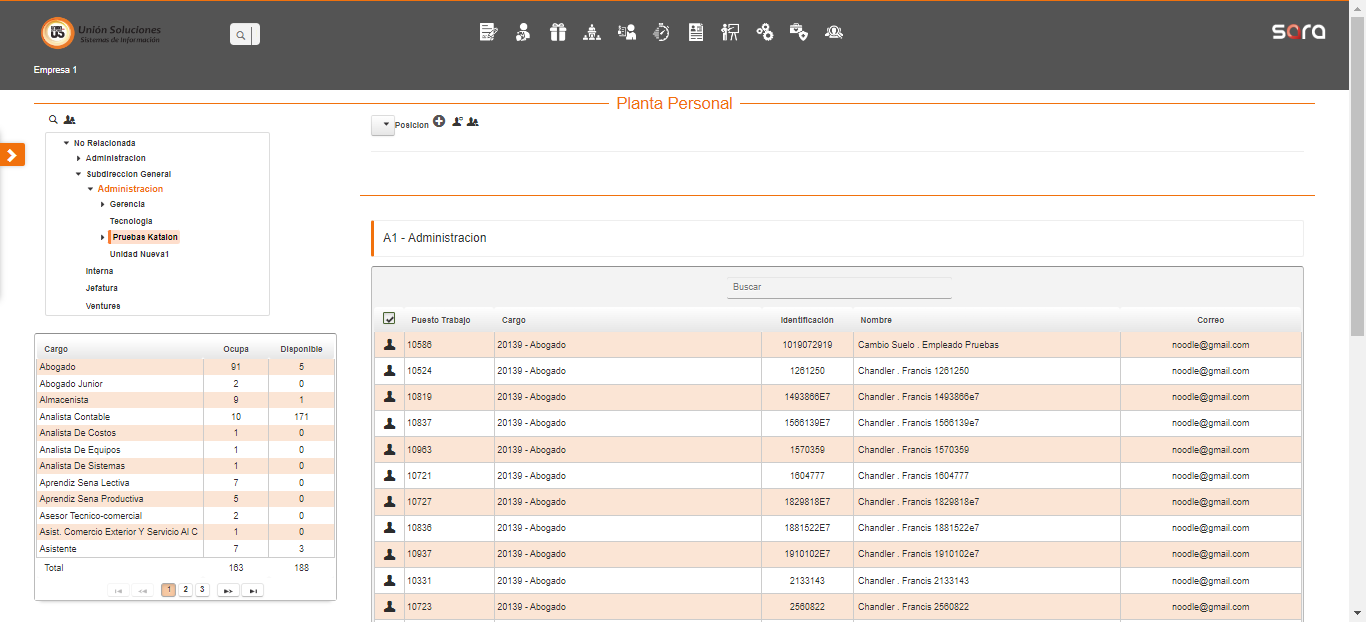 Unión Soluciones
Sistemas de Información
sara
Empresa 1
Planta Personal
Posicion
No Relacionada
Administracion
Subdireccion General
Administracion
Gerencia
Tecnologia
Pruebas Katalon
Unidad Nueva1
Interna
Jefatura
Ventures
Cargo Ocupa Disponible
Abogado 91 5
Abogado Junior 2 0
Almacenista 9 1
Analista Contable 10 171
Analista De Costos 1 0
Analista De Equipos 1 0
Analista De Sistemas 1 0
Aprendiz Sena Lectiva 7 0
Aprendiz Sena Productiva 5 0
Asesor Tecnico-comercial 2 0
Asist. Comercio Exterior Y Servicio Al C 1 0
Asistente 7 3
Total 163 188
1 2 3
A1 - Administracion
Buscar
Puesto Trabajo Cargo Identificación Nombre Correo
10586 20139 - Abogado 1019072919 Cambio Suelo . Empleado Pruebas noodle@gmail.com
10524 20139 - Abogado 1261250 Chandler . Francis 1261250 noodle@gmail.com
10819 20139 - Abogado 1493866E7 Chandler . Francis 1493866e7 noodle@gmail.com
10837 20139 - Abogado 1566139E7 Chandler . Francis 1566139e7 noodle@gmail.com
10963 20139 - Abogado 1570359 Chandler . Francis 1570359 noodle@gmail.com
10721 20139 - Abogado 1604777 Chandler . Francis 1604777 noodle@gmail.com
10727 20139 - Abogado 1829818E7 Chandler . Francis 1829818e7 noodle@gmail.com
10836 20139 - Abogado 1881522E7 Chandler . Francis 1881522e7 noodle@gmail.com
10937 20139 - Abogado 1910102E7 Chandler . Francis 1910102e7 noodle@gmail.com
10331 20139 - Abogado 2133143 Chandler . Francis 2133143 noodle@gmail.com
10723 20139 - Abogado 2560822 Chandler . Francis 2560822 noodle@gmail.com